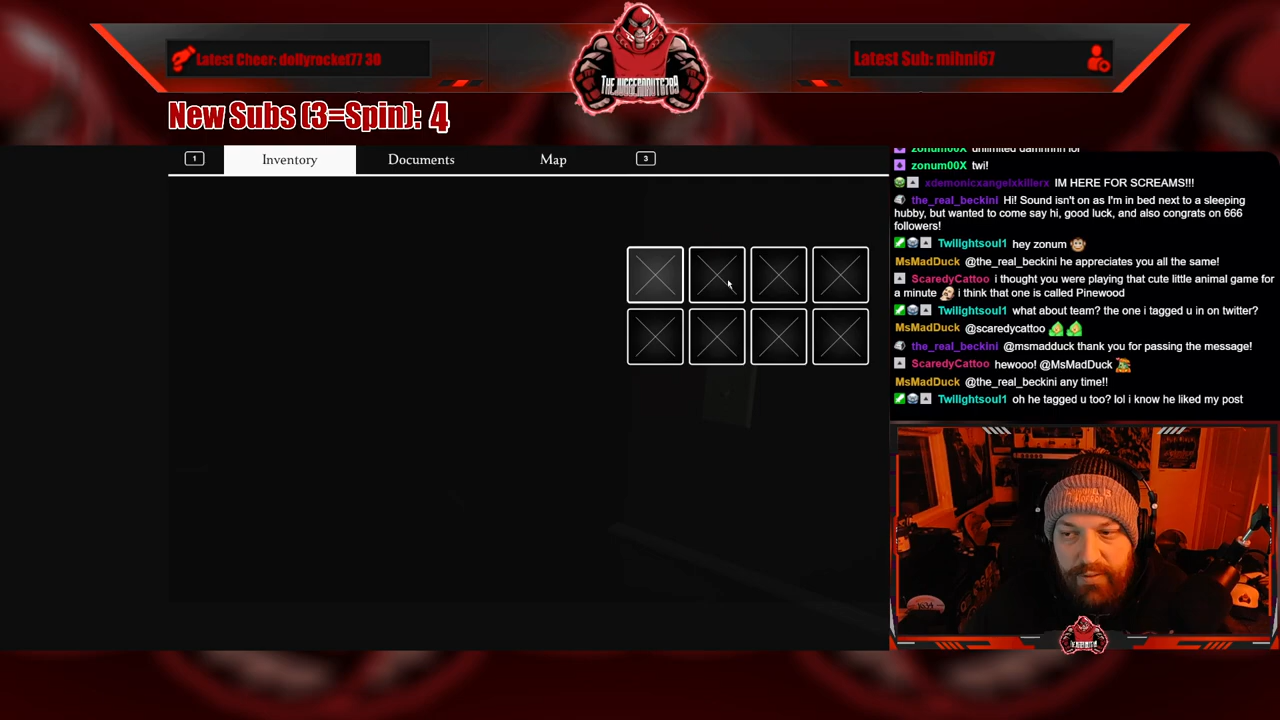 Latest Cheer: dollyrocket77 30
THEJUGGERNAUT6789
Latest Sub: mihni67
New Subs (3=Spin): 4
1 Inventory Documents Map 3
zonum00X unlimited damnnnn lol
zonum00X twi!
xdemonicxangelxkillerx IM HERE FOR SCREAMS!!!
the_real_beckini Hi! Sound isn't on as I'm in bed next to a sleeping
hubby, but wanted to come say hi, good luck, and also congrats on 666
followers!
Twilightsoul1 hey zonum
MsMadDuck @the_real_beckini he appreciates you all the same!
ScaredyCattoo i thought you were playing that cute little animal game for
a minute i think that one is called Pinewood
Twilightsoul1 what about team? the one i tagged u in on twitter?
MsMadDuck @scaredycattoo
the_real_beckini @msmadduck thank you for passing the message!
ScaredyCattoo hewooo! @MsMadDuck
MsMadDuck @the_real_beckini any time!!
Twilightsoul1 oh he tagged u too? lol i know he liked my post